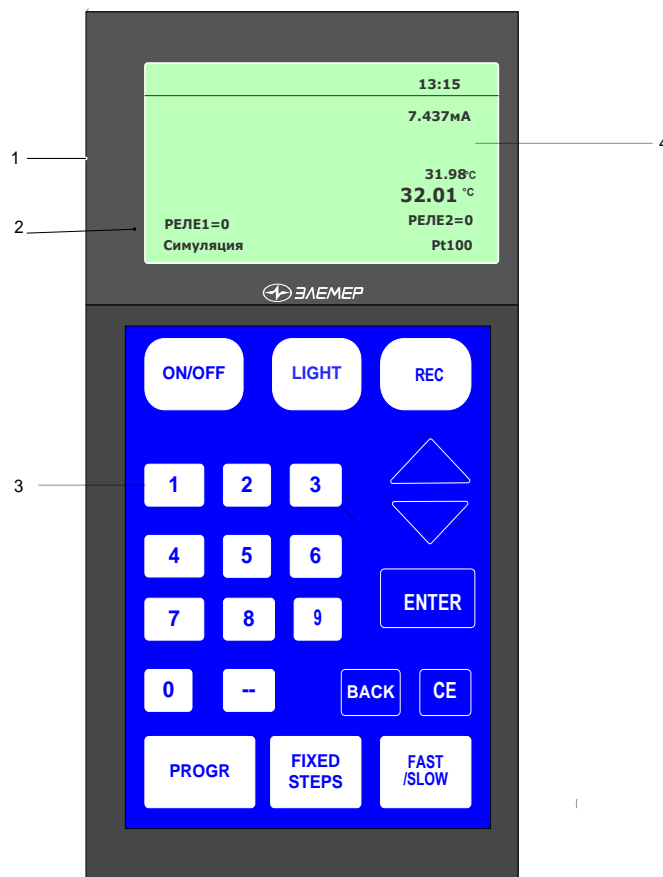 13:15
7.437мА
4
1
31.98°C
32.01 °C
2
РЕЛЕ1=0 РЕЛЕ2=0
Симуляция Pt100
ЭЛЕМЕР
ON/OFF LIGHT REC
3
1 2 3
4 5 6
ENTER
7 8 9
0 -- BACK CE
PROGR FIXED STEPS FAST /SLOW